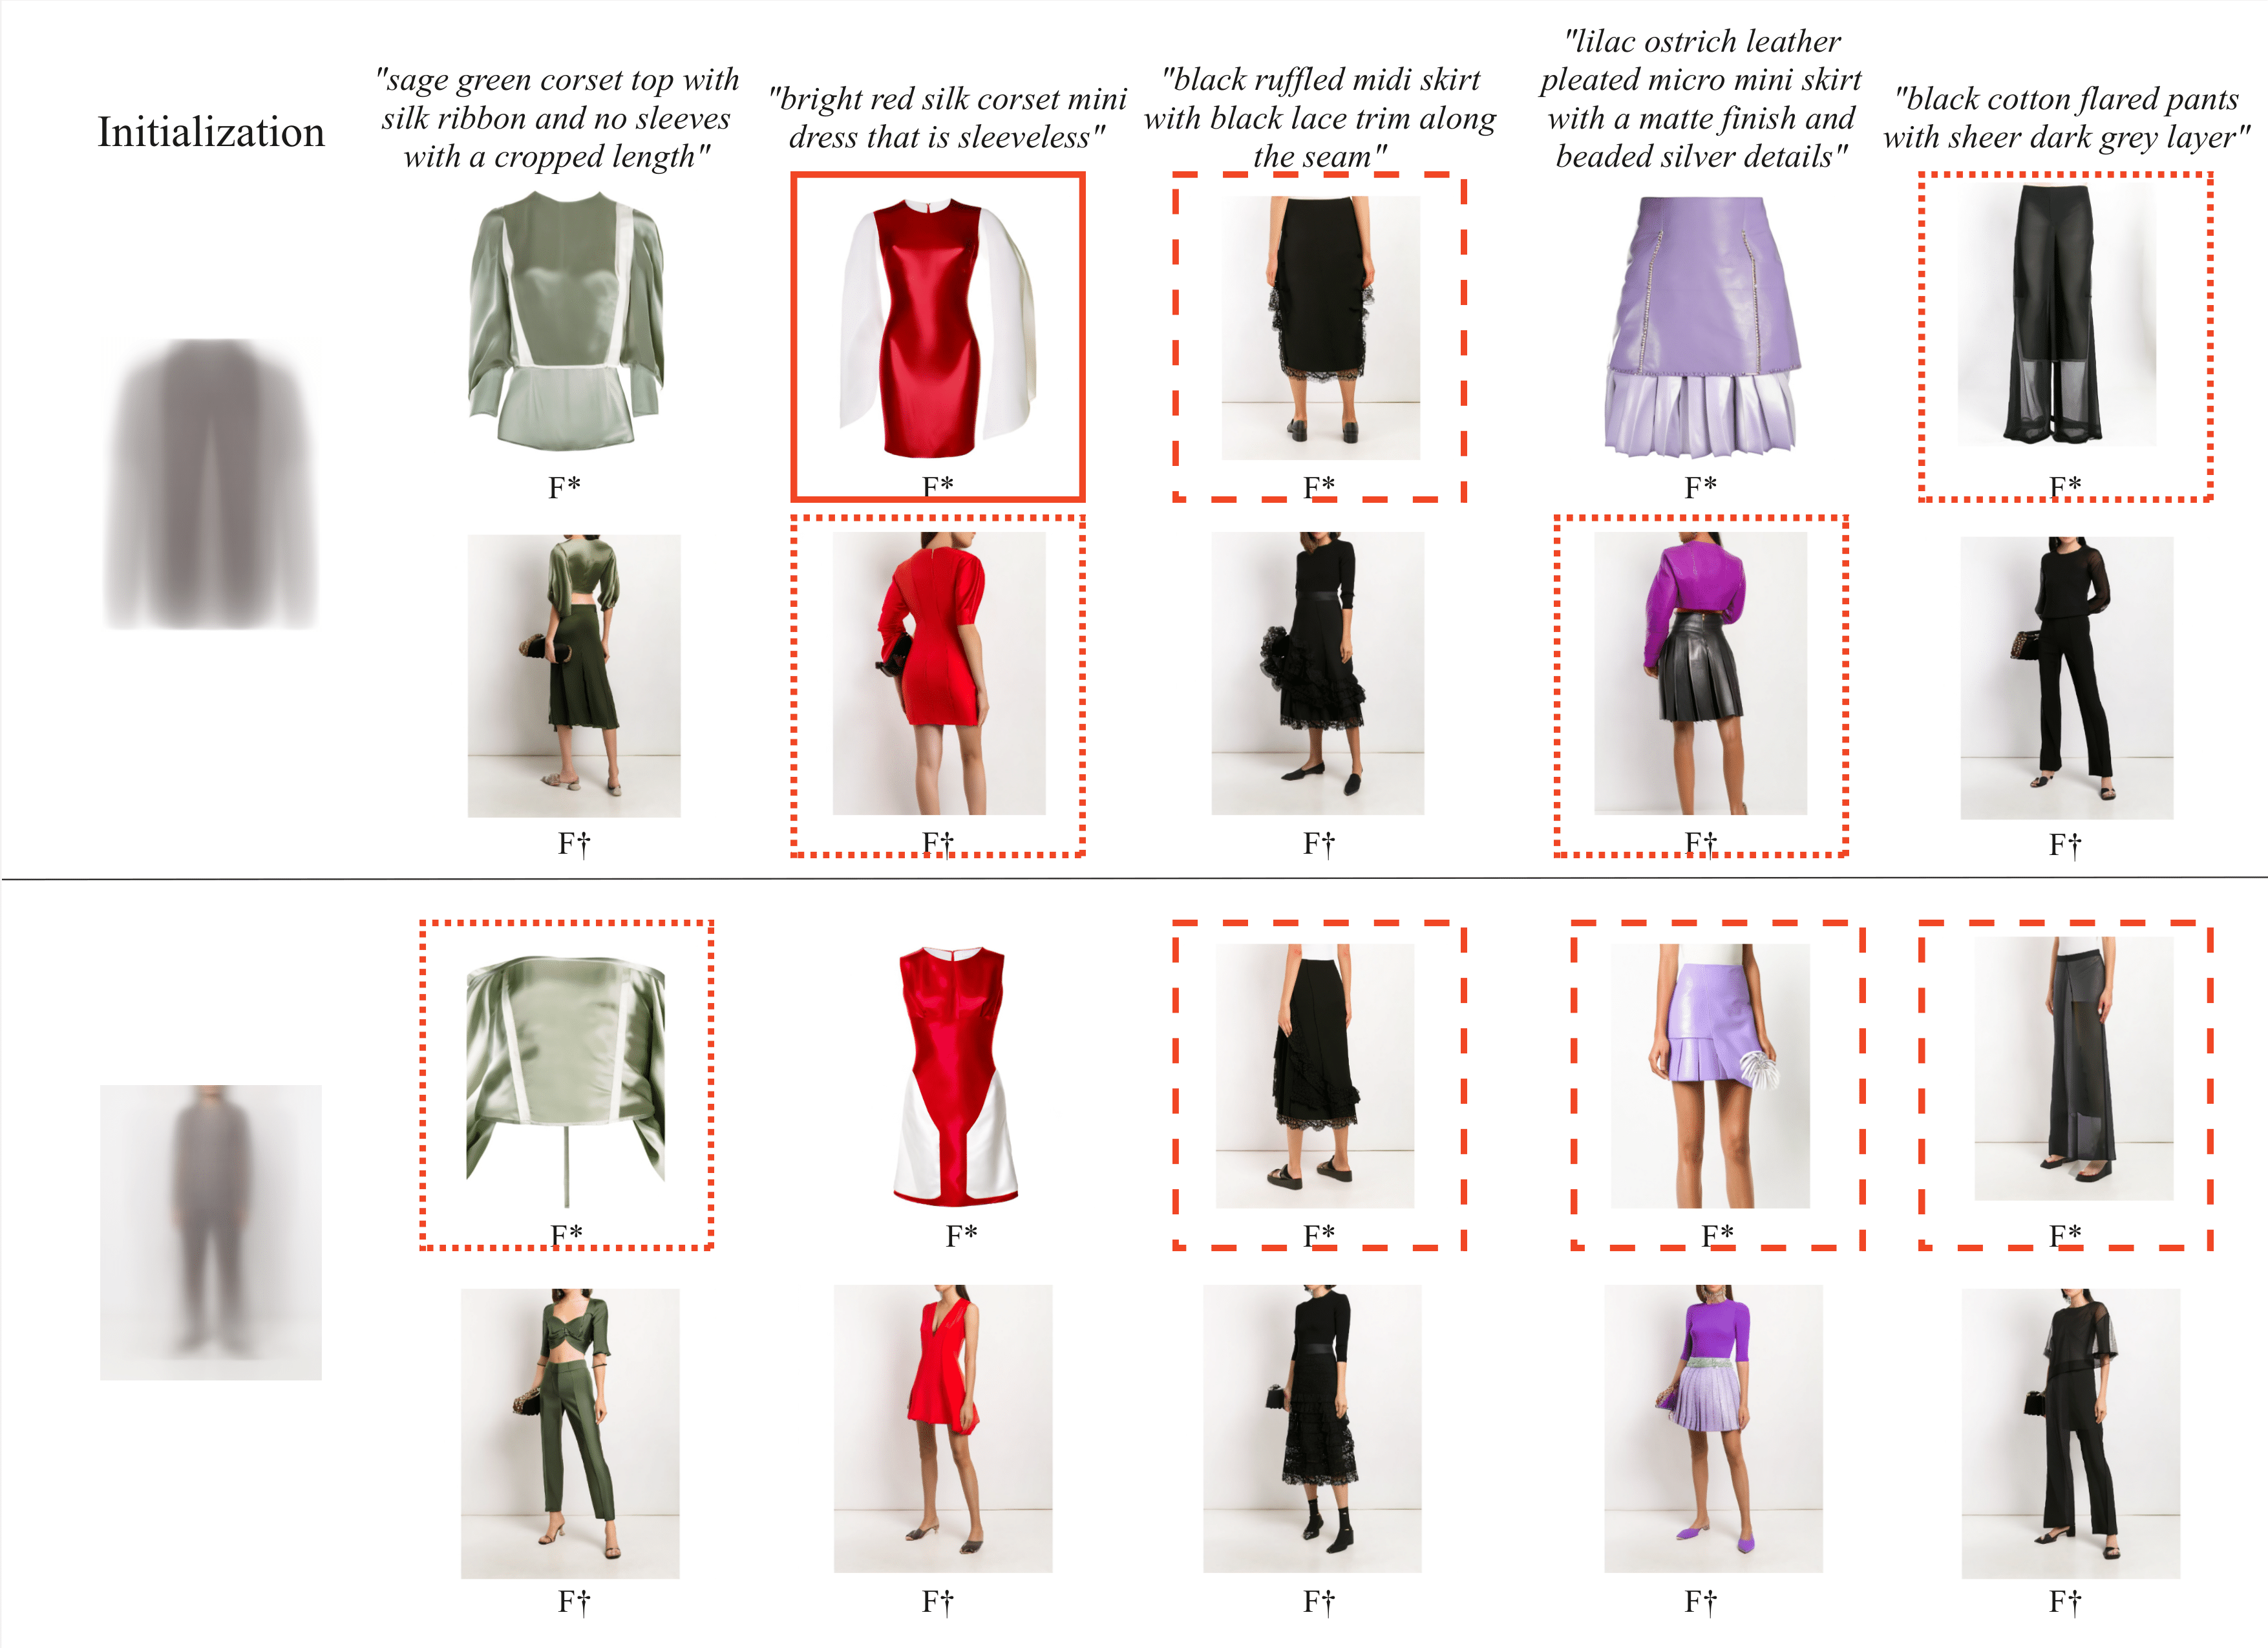 Initialization
"sage green corset top with
silk ribbon and no sleeves
with a cropped length"
"bright red silk corset mini
dress that is sleeveless"
"black ruffled midi skirt
with black lace trim along
the seam"
"lilac ostrich leather
pleated micro mini skirt
with a matte finish and
beaded silver details"
"black cotton flared pants
with sheer dark grey layer"
F*
F*
F*
F*
F*
F†
F†
F†
F†
F†
F*
F*
F*
F*
F*
F†
F†
F†
F†
F†